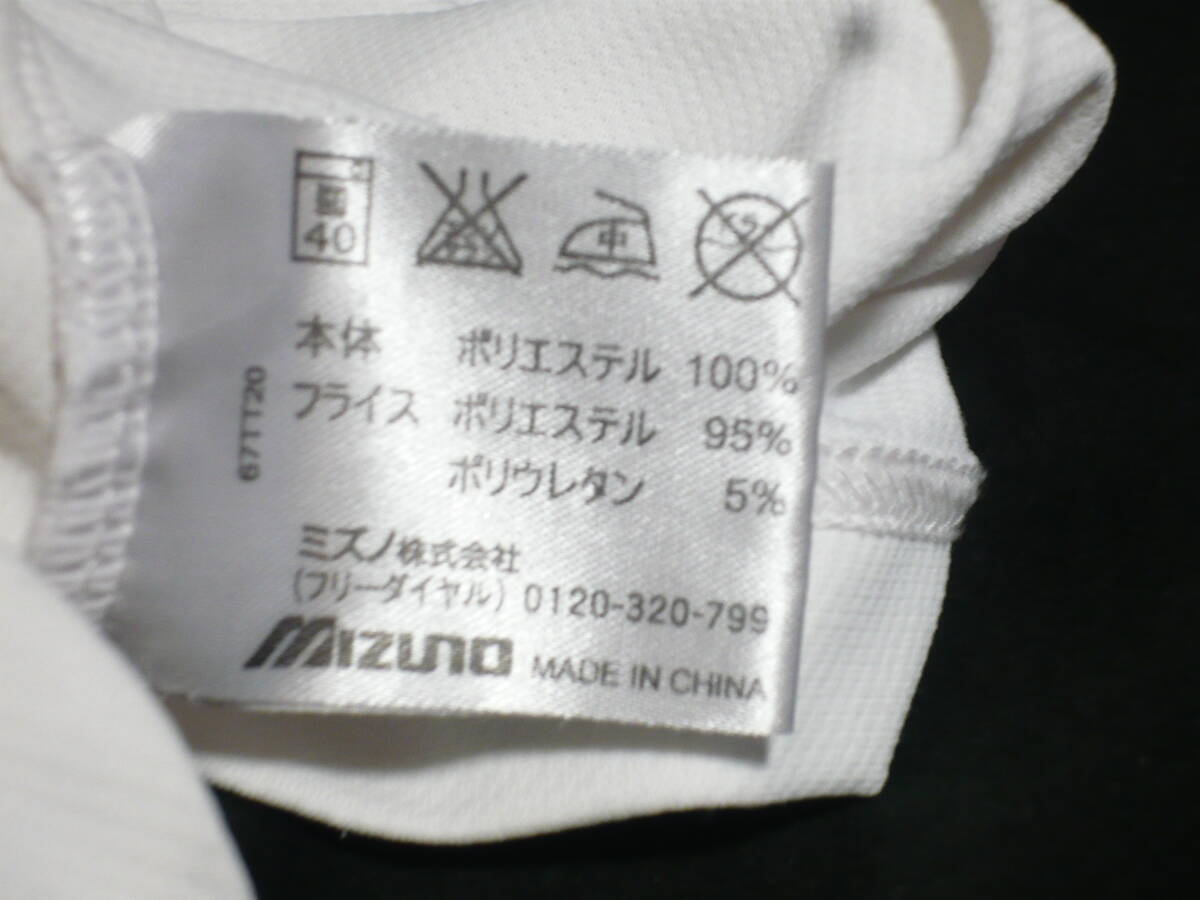 40
中
本体 ポリエステル 100%
フライス ポリエステル 95%
ポリウレタン 5%
ミズノ株式会社
(フリーダイヤル) 0120-320-799
MIZUNO MADE IN CHINA
67TT20